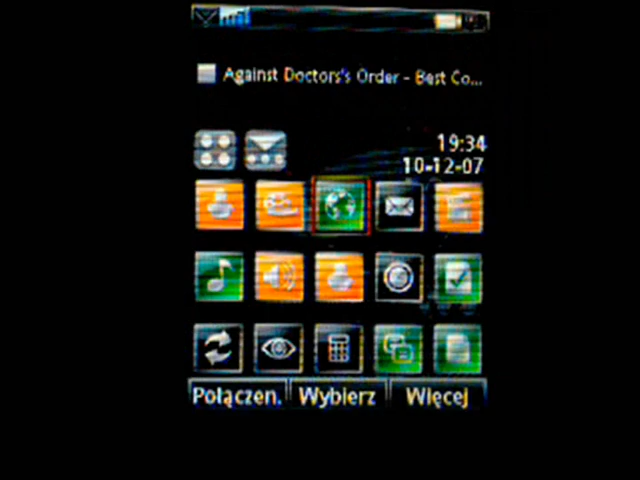 Against Doctors's Order - Best Co...
19:34
10-12-07
Połączen. Wybierz Więcej